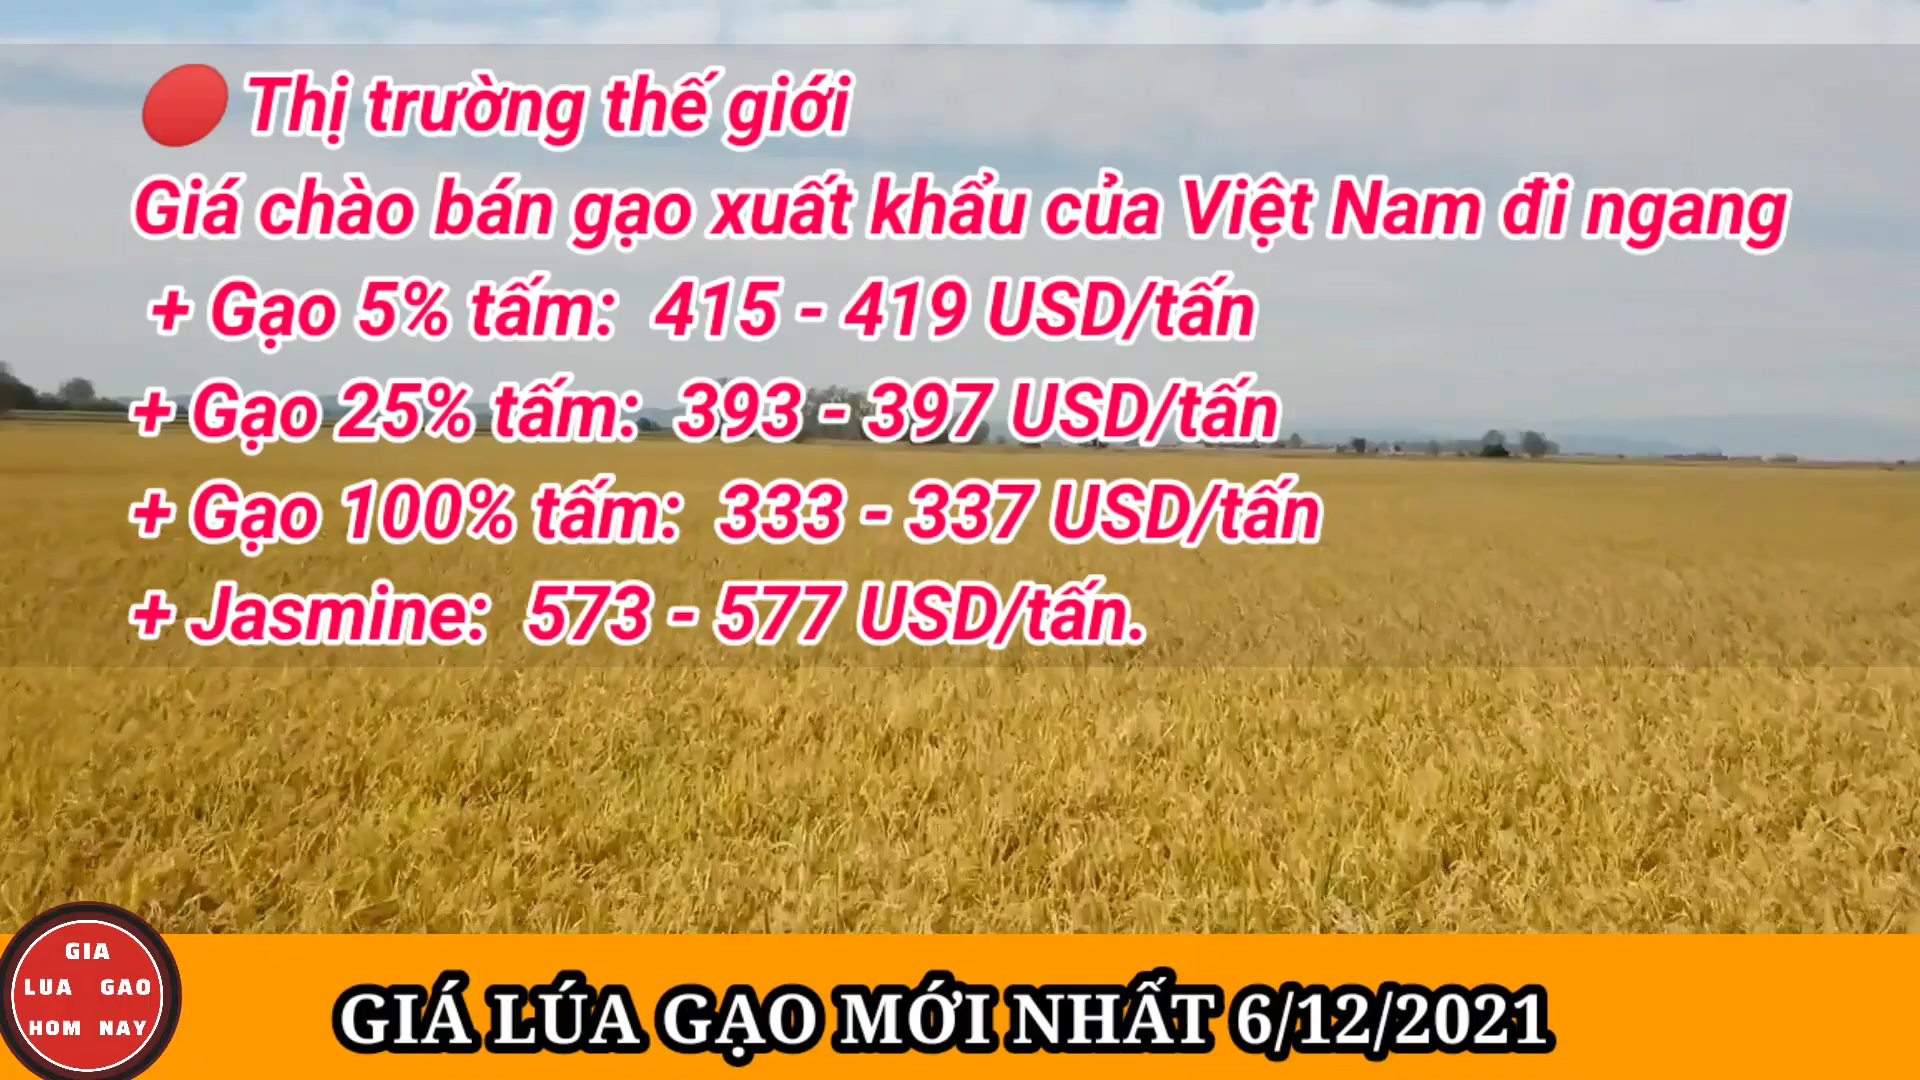 Thị trường thế giới
Giá chào bán gạo xuất khẩu của Việt Nam đi ngang
+ Gạo 5% tấm: 415 - 419 USD/tấn
+ Gạo 25% tấm: 393 - 397 USD/tấn
+ Gạo 100% tấm: 333 - 337 USD/tấn
+ Jasmine: 573 - 577 USD/tấn.
GIA
LUA GAO
HOM NAY
GIÁ LÚA GẠO MỚI NHẤT 6/12/2021